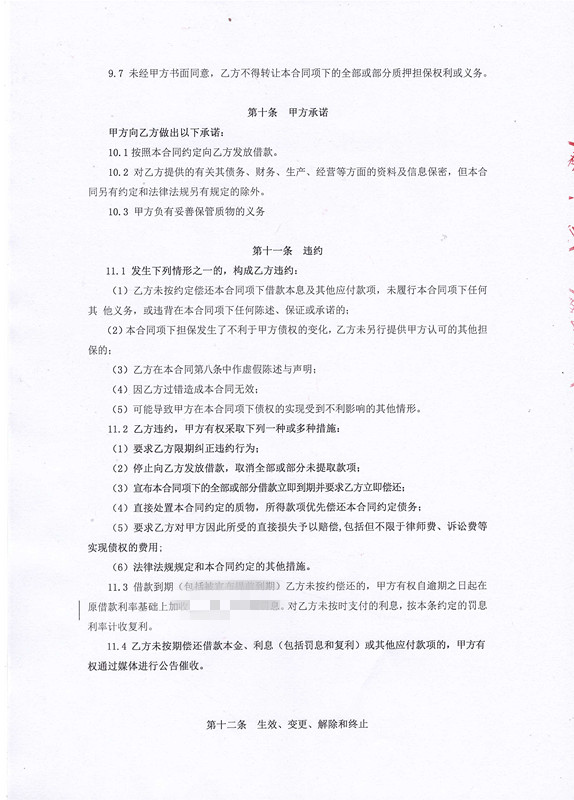 9.7 未经甲方书面同意，乙方不得转让本合同项下的全部或部分质押担保权利或义务。
第十条 甲方承诺
甲方向乙方做出以下承诺：
10.1 按照本合同约定向乙方发放借款。
10.2 对乙方提供的有关其债务、财务、生产、经营等方面的资料及信息保密，但本合
同另有约定和法律法规另有规定的除外。
10.3 甲方负有妥善保管质物的义务
第十一条 违约
11.1 发生下列情形之一的，构成乙方违约：
（1）乙方未按约定偿还本合同项下借款本息及其他应付款项，未履行本合同项下任何
其 他义务，或违背在本合同项下任何陈述、保证或承诺的；
（2）本合同项下担保发生了不利于甲方债权的变化，乙方未另行提供甲方认可的其他担
保的；
（3）乙方在本合同第八条中作虚假陈述与声明；
（4）因乙方过错造成本合同无效；
（5）可能导致甲方在本合同项下债权的实现受到不利影响的其他情形。
11.2 乙方违约，甲方有权采取下列一种或多种措施：
（1）要求乙方限期纠正违约行为；
（2）停止向乙方发放借款，取消全部或部分未提取款项；
（3）宣布本合同项下的全部或部分借款立即到期并要求乙方立即偿还；
（4）直接处置本合同约定的质物，所得款项优先偿还本合同约定债务；
（5）要求乙方对甲方因此所受的直接损失予以赔偿,包括但不限于律师费、诉讼费等
实现债权的费用；
（6）法律法规规定和本合同约定的其他措施。
11.3 借款到期（包括被宣布提前到期）乙方未按约偿还的，甲方有权自逾期之日起在
原借款利率基础上加收 罚息。对乙方未按时支付的利息，按本条约定的罚息
利率计收复利。
11.4 乙方未按期偿还借款本金、利息（包括罚息和复利）或其他应付款项的，甲方有
权通过媒体进行公告催收。
第十二条 生效、变更、解除和终止